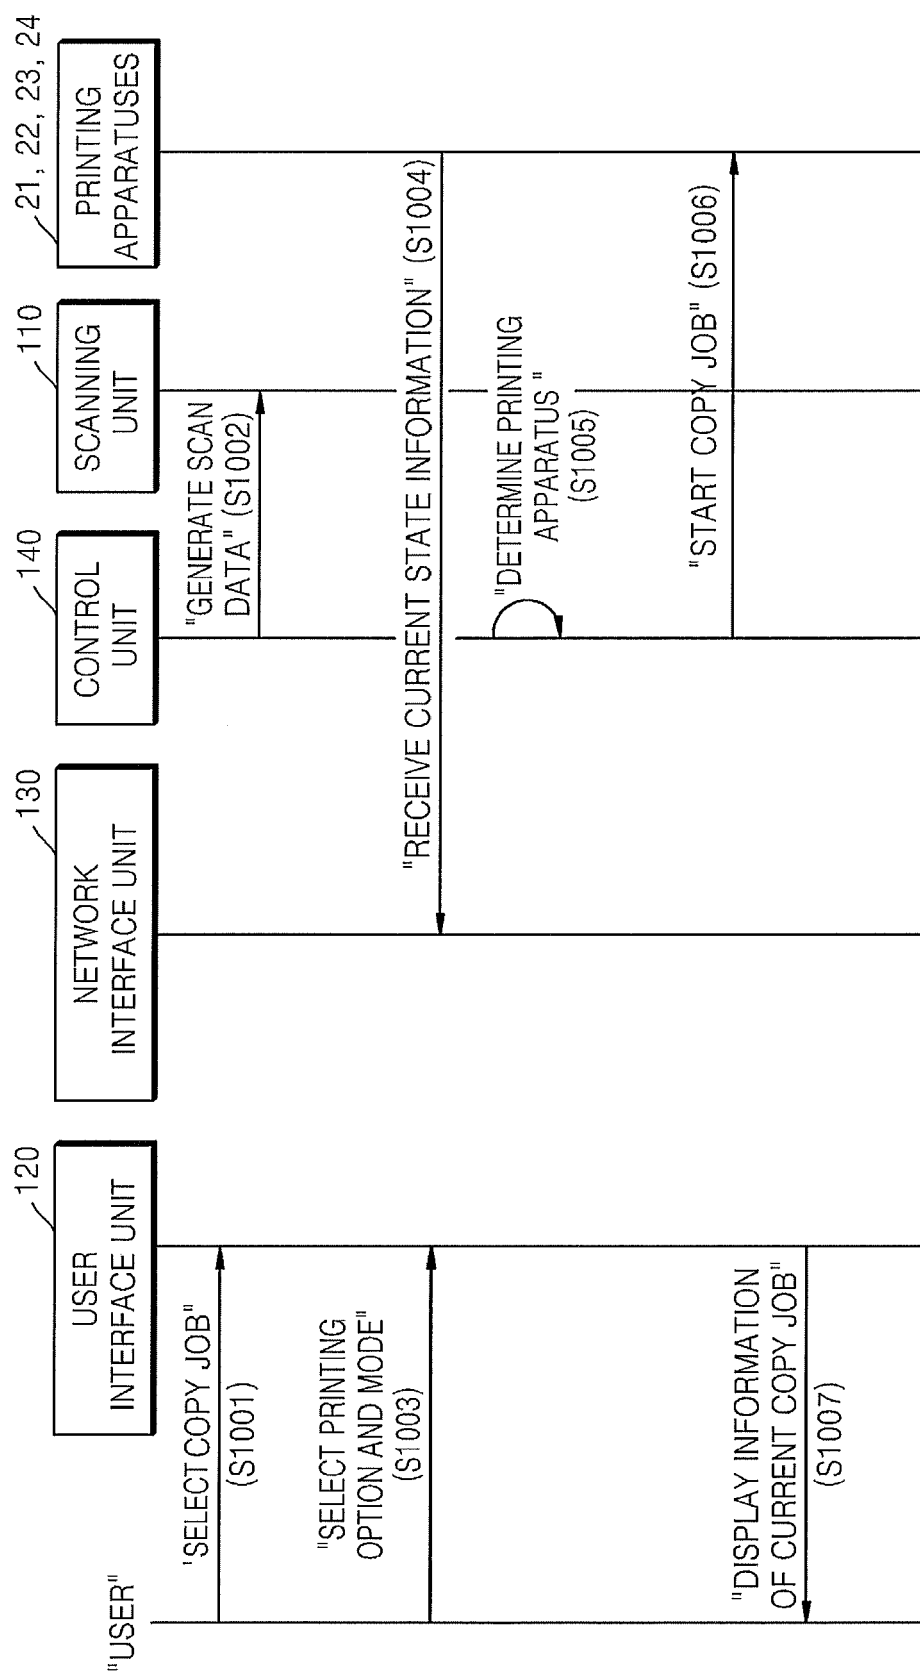 "USER"
120
USER
INTERFACE UNIT
130
NETWORK
INTERFACE UNIT
140
CONTROL
UNIT
110
SCANNING
UNIT
21, 22, 23, 24
PRINTING
APPARATUSES
'SELECT COPY JOB"
(S1001)
"GENERATE SCAN
DATA" (S1002)
"SELECT PRINTING
OPTION AND MODE"
(S1003)
"RECEIVE CURRENT STATE INFORMATION" (S1004)
"DETERMINE PRINTING
APPARATUS"
(S1005)
"START COPY JOB" (S1006)
"DISPLAY INFORMATION
OF CURRENT COPY JOB"
(S1007)